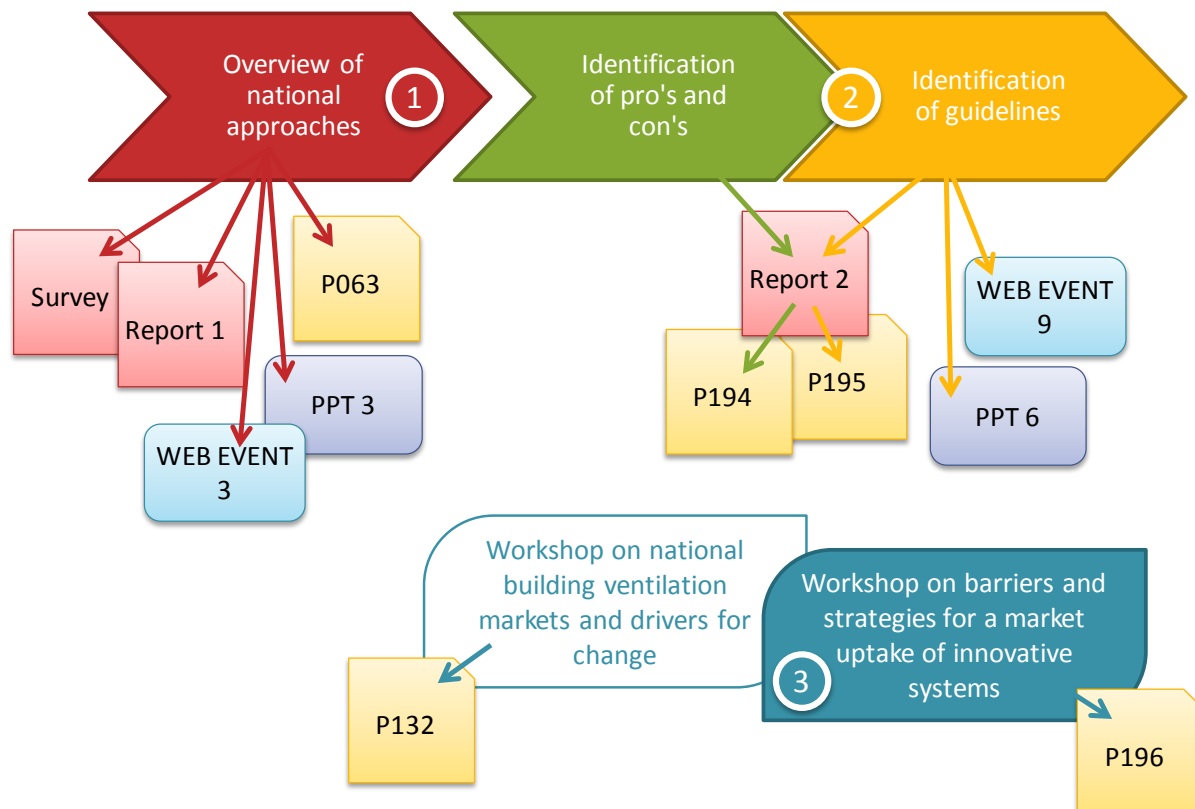 Overview of
national
approaches
1
Identification
of pro's and
con's
2
Identification
of guidelines
Survey
Report 1
P063
PPT 3
WEB EVENT
3
Report 2
P194
P195
WEB EVENT
9
PPT 6
Workshop on national
building ventilation
markets and drivers for
change
P132
Workshop on barriers and
strategies for a market
uptake of innovative
systems
3
P196